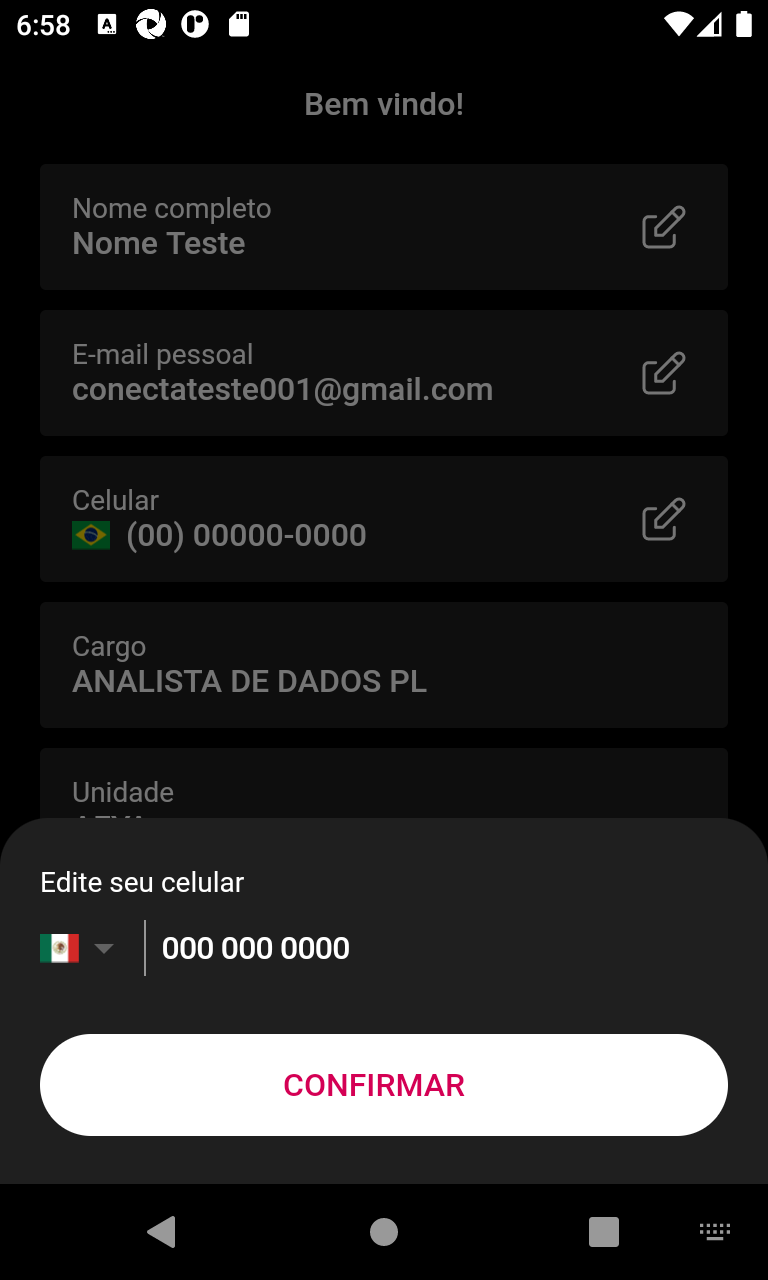 6:58
Bem vindo!
Nome completo
Nome Teste
E-mail pessoal
conectateste001@gmail.com
Celular
(00) 00000-0000
Cargo
ANALISTA DE DADOS PL
Unidade
Edite seu celular
000 000 0000
CONFIRMAR